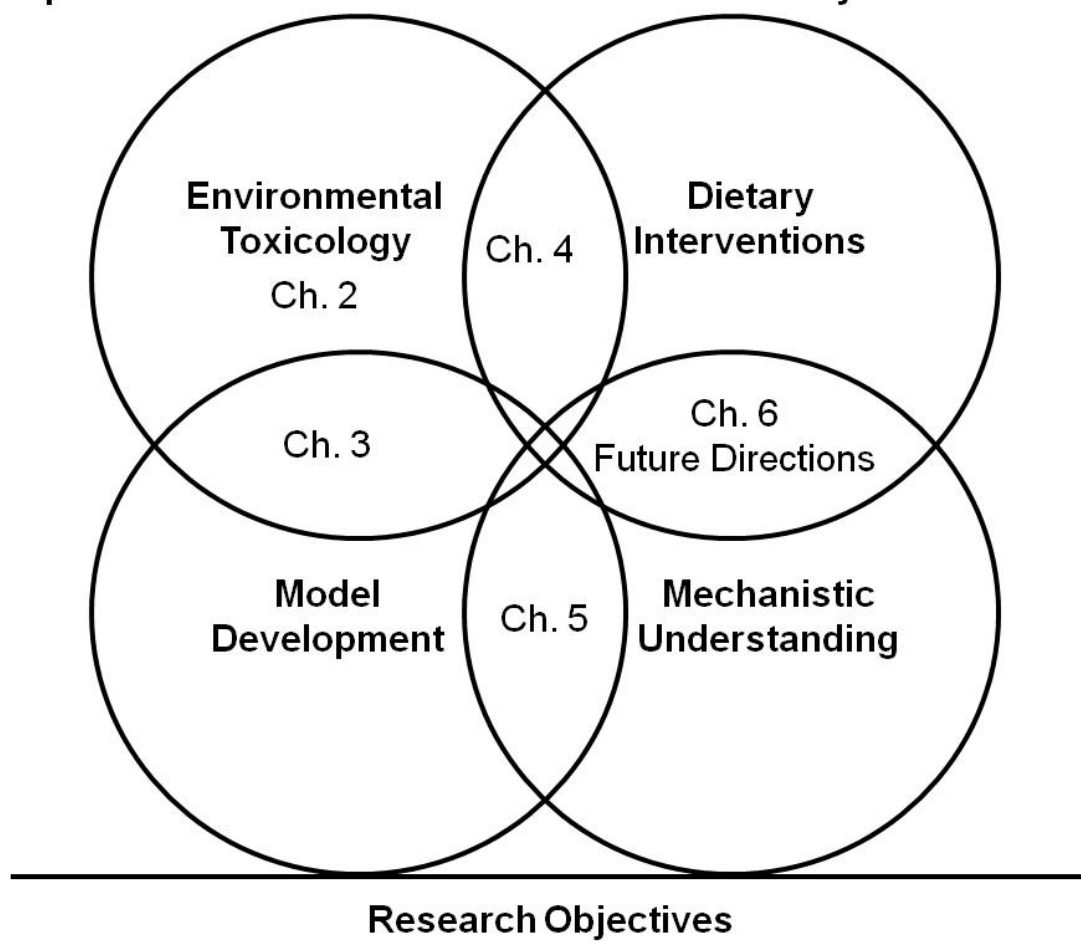 Environmental
Toxicology
Ch. 2
Ch. 4
Dietary
Interventions
Ch. 3
Ch. 6
Future Directions
Model
Development
Ch. 5
Mechanistic
Understanding
Research Objectives